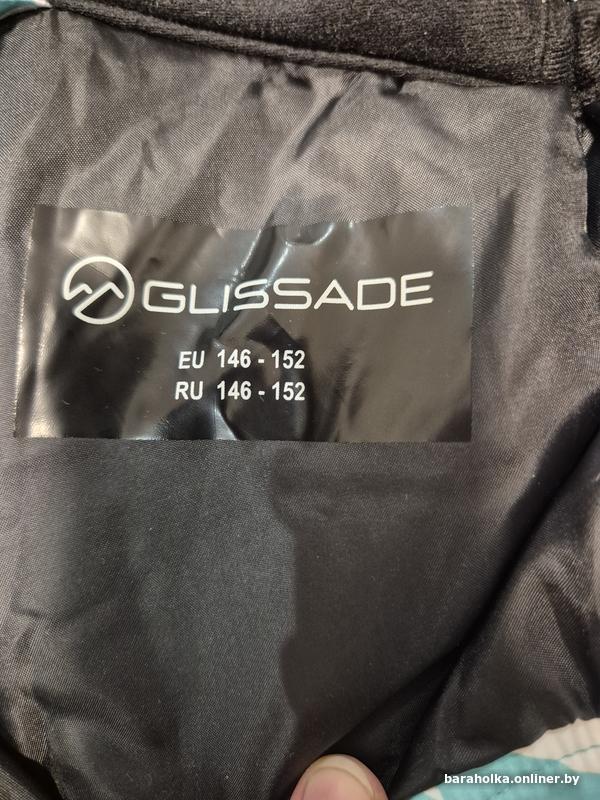 GLISSADE
EU 146 - 152
RU 146 - 152
baraholka.onliner.by